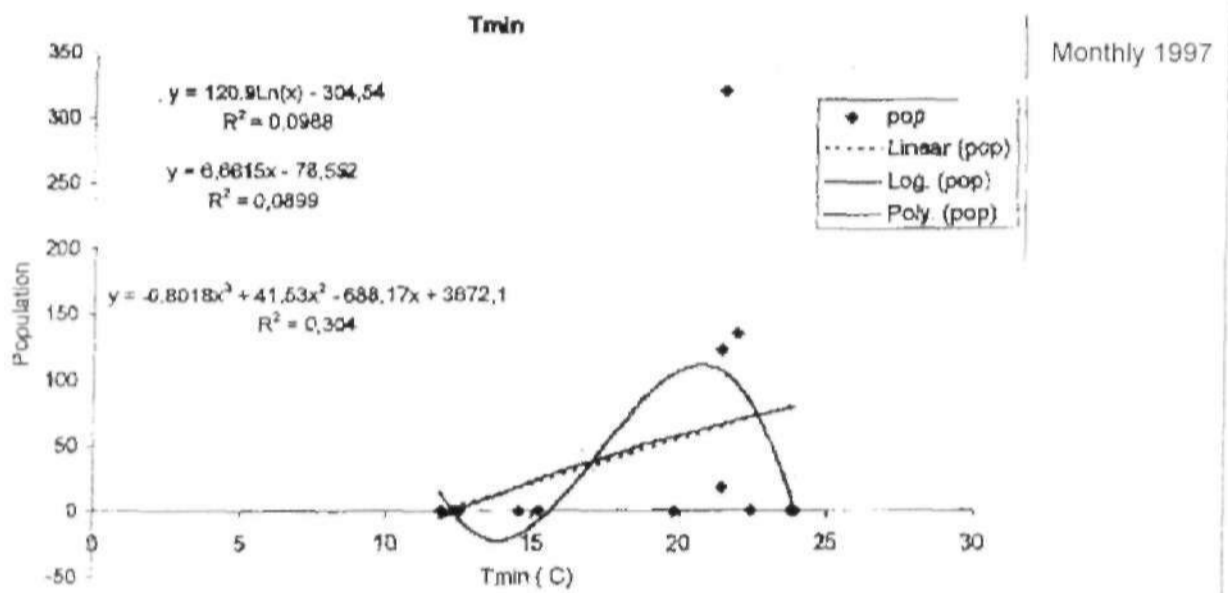 Tmin
Monthly 1997
350
300
250
200
150
100
50
0
-50
y = 120,9Ln(x) - 304,54
R² = 0,0988
y = 6,6615x - 78,552
R² = 0,0899
y = -0,8018x³ + 41,53x² - 688,17x + 3672,1
R² = 0,304
pop
Linear (pop)
Log. (pop)
Poly. (pop)
Population
0 5 10 15 20 25 30
Tmin ( C)